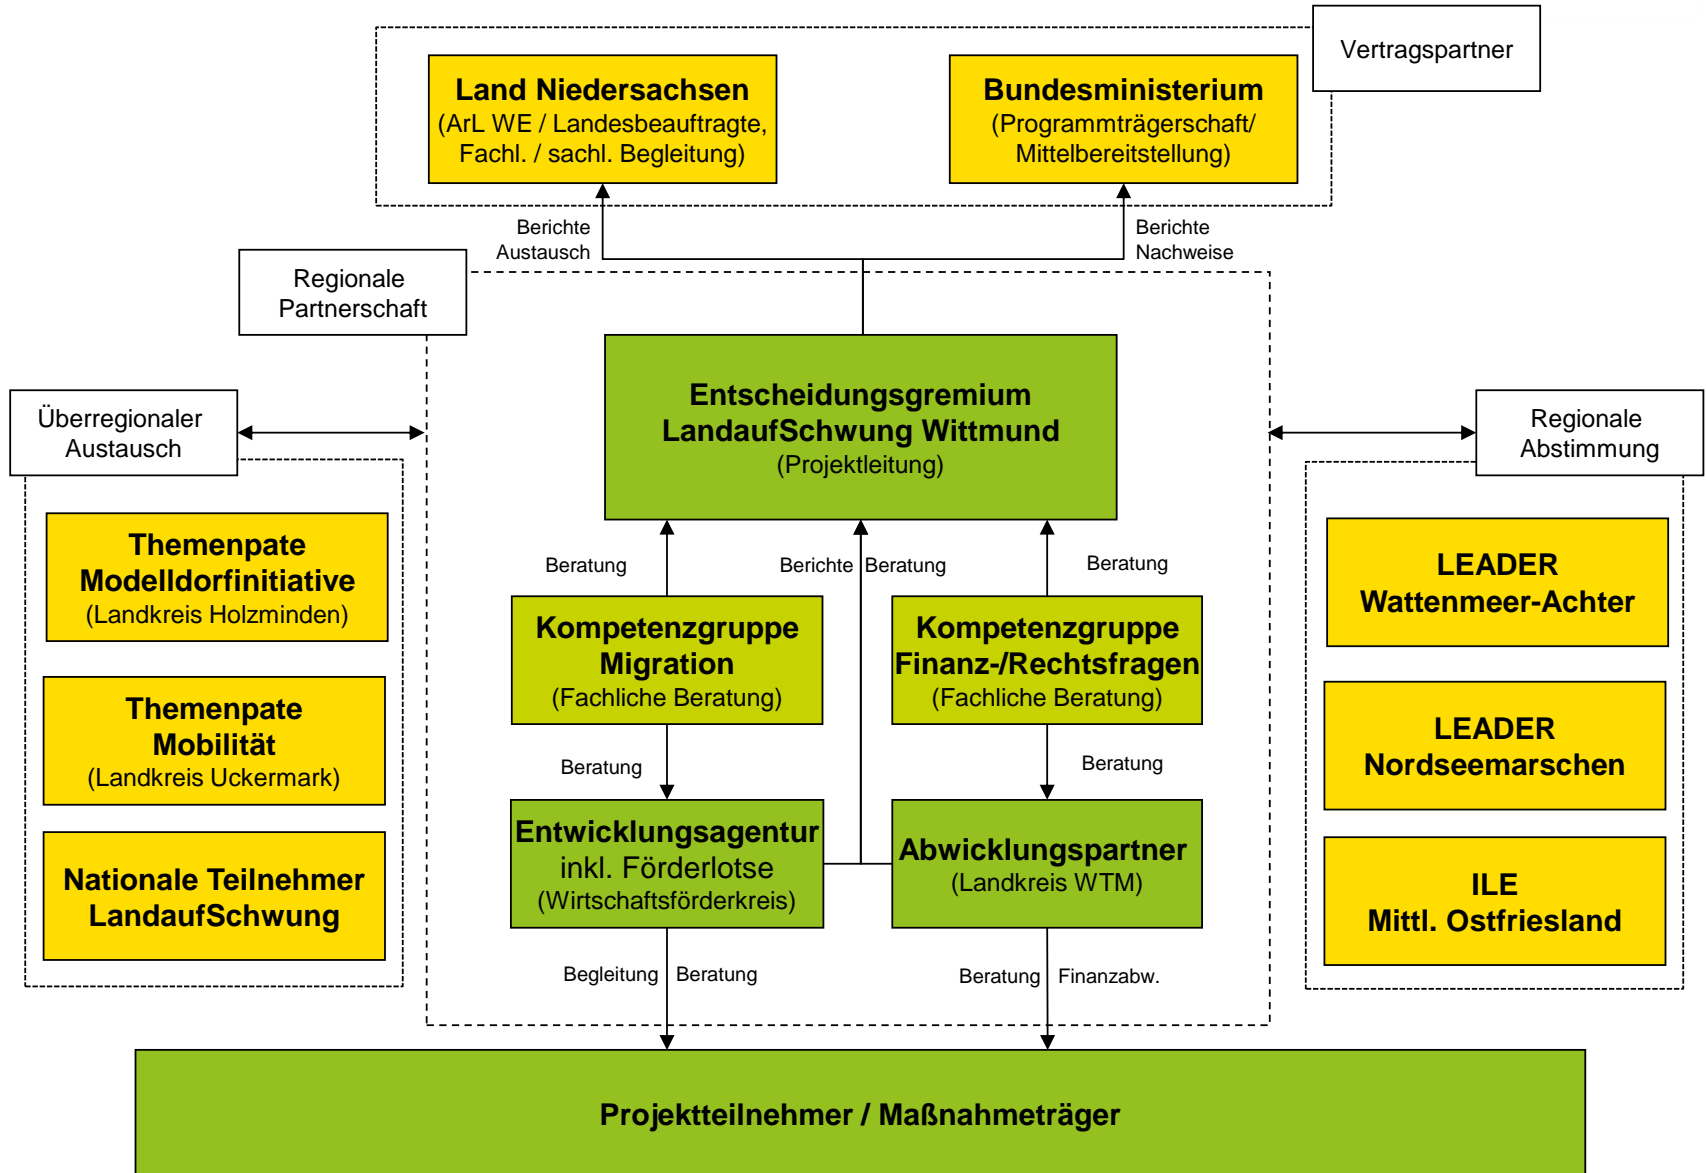 Vertragspartner
Land Niedersachsen
(ArL WE / Landesbeauftragte,
Fachl. / sachl. Begleitung)
Bundesministerium
(Programmträgerschaft/
Mittelbereitstellung)
Berichte
Austausch
Berichte
Nachweise
Regionale
Partnerschaft
Entscheidungsgremium
LandaufSchwung Wittmund
(Projektleitung)
Überregionaler
Austausch
Regionale
Abstimmung
Themenpate
Modelldorfinitiative
(Landkreis Holzminden)
Themenpate
Mobilität
(Landkreis Uckermark)
Nationale Teilnehmer
LandaufSchwung
Beratung
Berichte
Beratung
Beratung
Kompetenzgruppe
Migration
(Fachliche Beratung)
Kompetenzgruppe
Finanz-/Rechtsfragen
(Fachliche Beratung)
Beratung
Beratung
Entwicklungsagentur
inkl. Förderlotse
(Wirtschaftsförderkreis)
Abwicklungspartner
(Landkreis WTM)
Begleitung
Beratung
Beratung
Finanzabw.
LEADER
Wattenmeer-Achter
LEADER
Nordseemarschen
ILE
Mittl. Ostfriesland
Projektteilnehmer / Maßnahmeträger